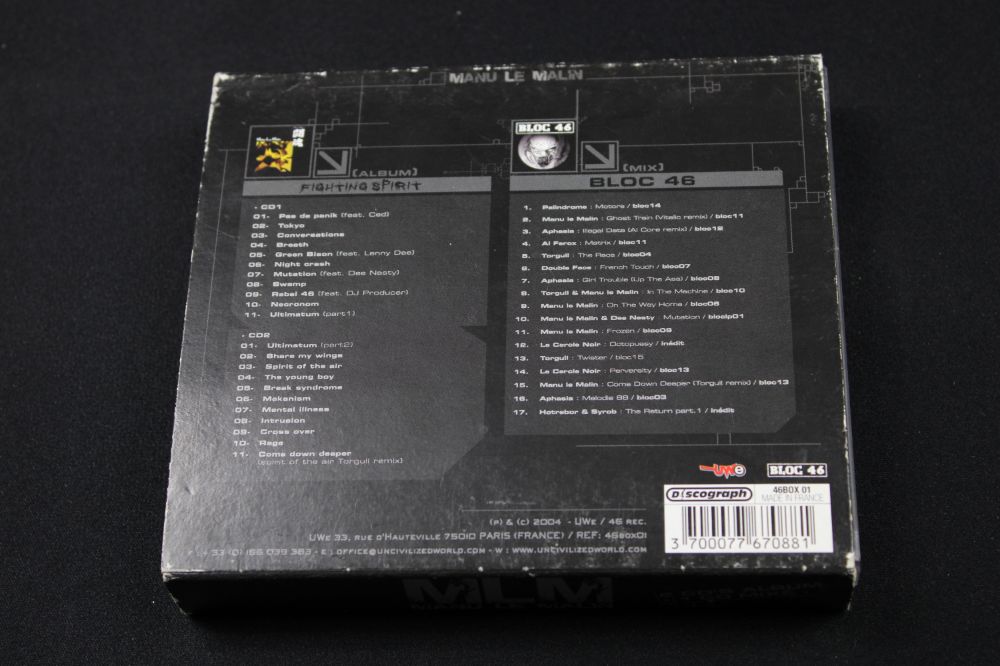 MANU LE MALIN
[ALBUM]
FIGHTING SPIRIT
- CD1
01- Pas de panik (feat. Ced)
02- Tokyo
03- Conversations
04- Breath
05- Green Bison (feat. Lenny Dee)
06- Night crash
07- Mutation (feat. Dee Nasty)
08- Swamp
09- Rebel 46 (feat. DJ Producer)
10- Necronom
11- Ultimatum (part1)
- CD2
01- Ultimatum (part2)
02- Share my wings
03- Spirit of the air
04- The young boy
05- Break syndrome
06- Mekanism
07- Mental illness
08- Intrusion
09- Cross over
10- Rage
11- Come down deeper
(spirit of the air Torgull remix)
BLOC 46
[MIX]
BLOC 46
1. Palindrome : Motors / bloc14
2. Manu le Malin : Ghost Train (Vitalic remix) / bloc11
3. Aphasia : Illegal Data (Al Core remix) / bloc12
4. Al Ferox : Matrix / bloc11
5. Torgull : The Race / bloc04
6. Double Face : French Touch / bloc07
7. Aphasia : Girl Trouble (Up The Ass) / bloc08
8. Torgull & Manu le Malin : In The Machine / bloc10
9. Manu le Malin : On The Way Home / bloc06
10. Manu le Malin & Dee Nasty : Mutation / bloclp01
11. Manu le Malin : Frozen / bloc09
12. Le Cercle Noir : Octopussy / inédit
13. Torgull : Twister / bloc15
14. Le Cercle Noir : Perversity / bloc13
15. Manu le Malin : Come Down Deeper (Torgull remix) / bloc13
16. Aphasia : Melodie 99 / bloc03
17. Hotrebor & Syrob : The Return part.1 / inédit
UWe
BLOC 46
Discograph
46BOX 01
MADE IN FRANCE
3 700077 670881
(P) & (C) 2004 - UWe / 46 REC.
UWe 33, RUE D'HAUTEVILLE 75010 PARIS (FRANCE) / REF: 46BOX01
P : +33 (0) 156 039 363 - E : OFFICE@UNCIVILIZEDWORLD.COM - W : WWW.UNCIVILIZEDWORLD.COM
MLM
MANU LE MALIN